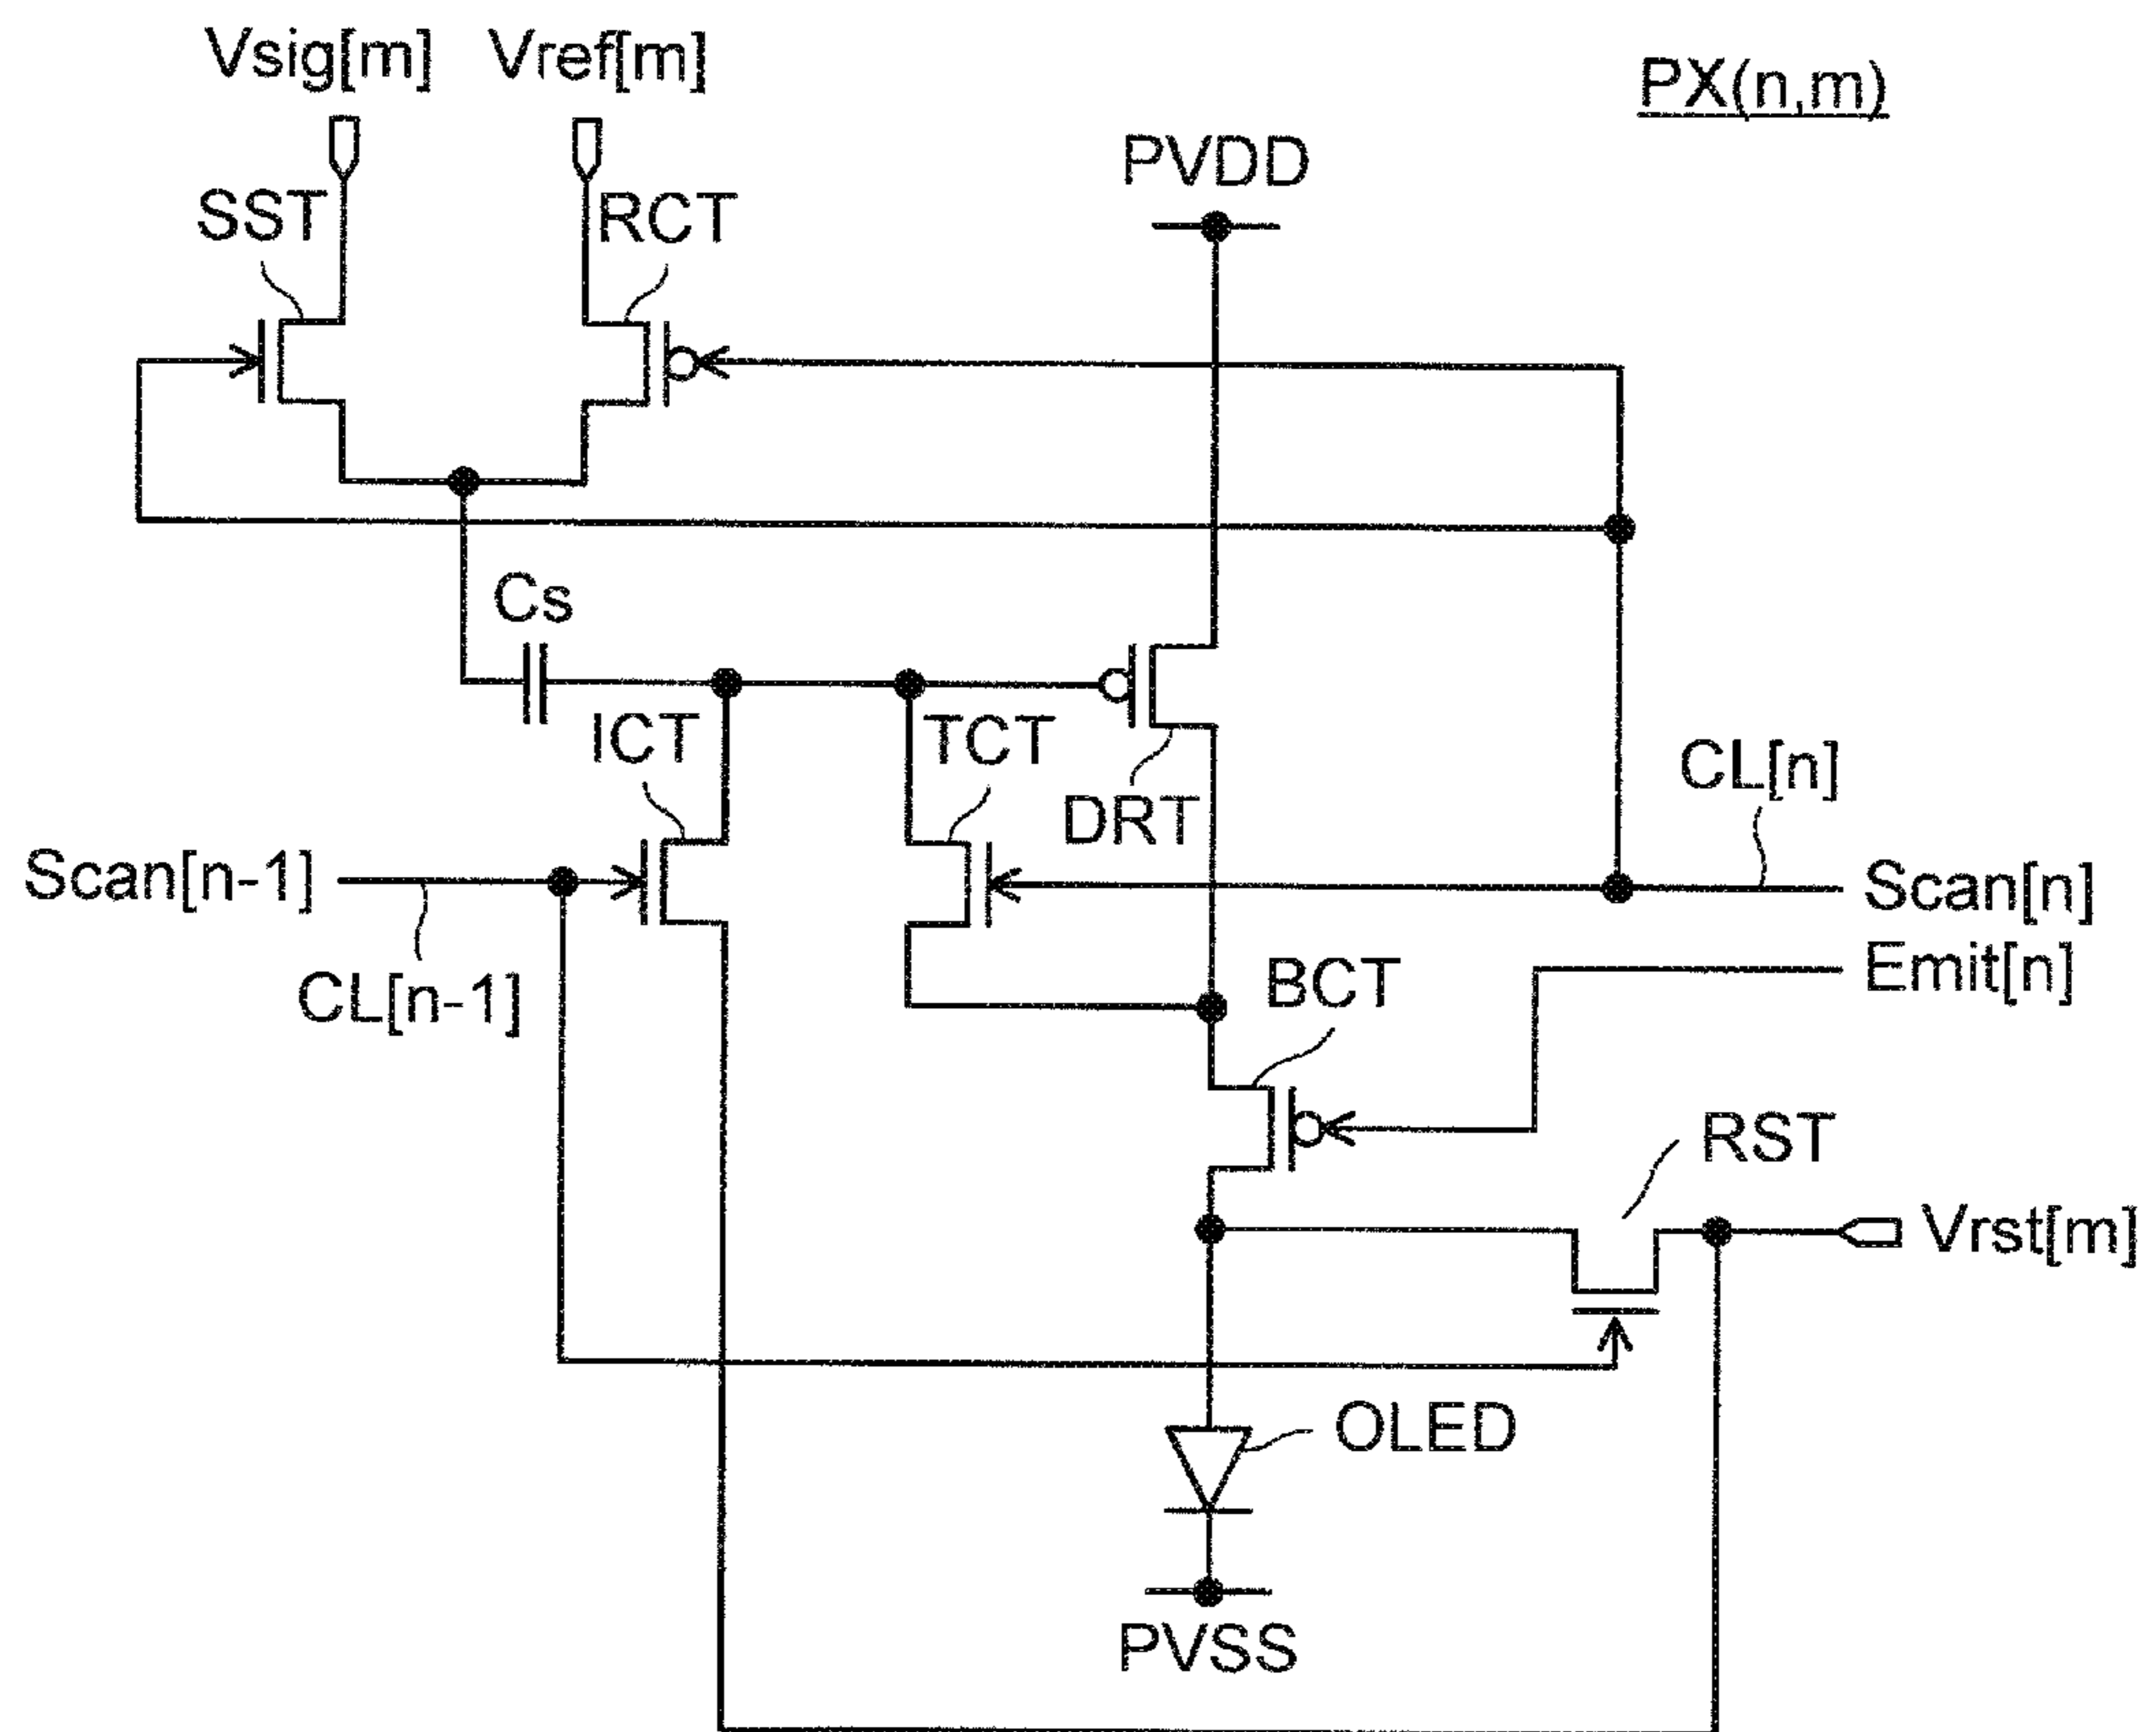 Vsig[m]
Vref[m]
PX(n,m)
PVDD
SST
RCT
Cs
ICT
TCT
DRT
CL[n]
Scan[n-1]
Scan[n]
CL[n-1]
BCT
Emit[n]
RST
Vrst[m]
OLED
PVSS